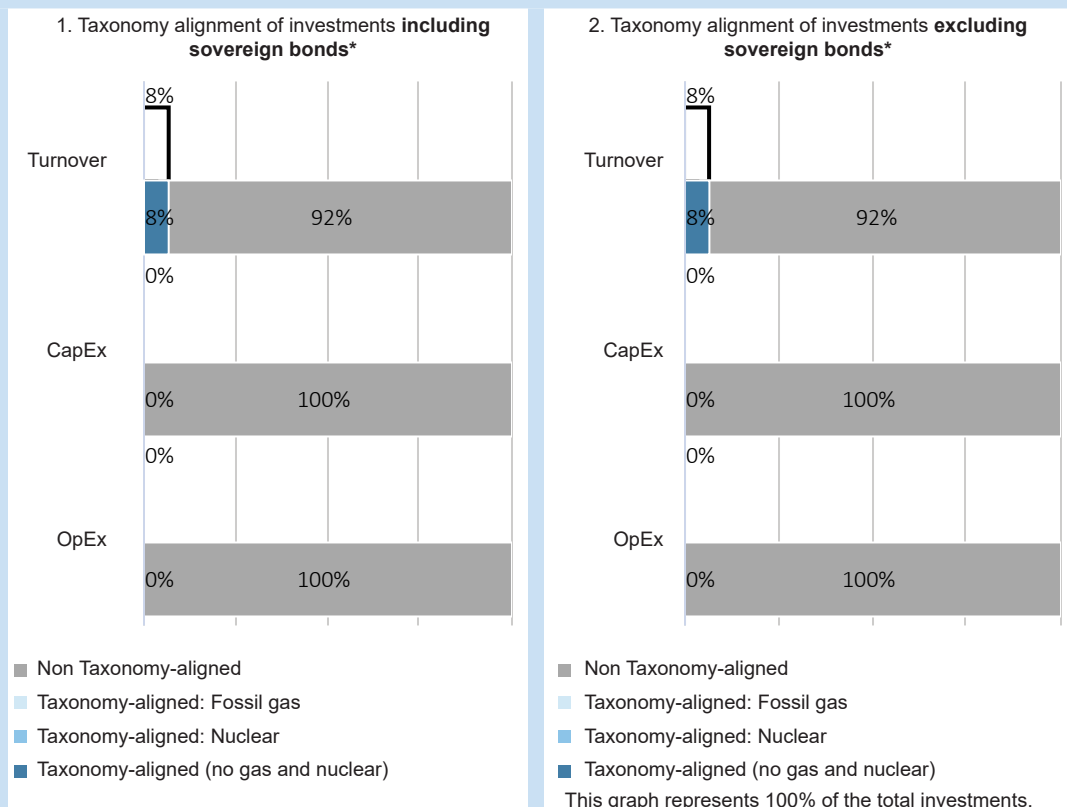 1. Taxonomy alignment of investments including
sovereign bonds*
8%
Turnover
8% 92%
0%
CapEx
0% 100%
0%
OpEx
0% 100%
Non Taxonomy-aligned
Taxonomy-aligned: Fossil gas
Taxonomy-aligned: Nuclear
Taxonomy-aligned (no gas and nuclear)
2. Taxonomy alignment of investments excluding
sovereign bonds*
8%
Turnover
8% 92%
0%
CapEx
0% 100%
0%
OpEx
0% 100%
Non Taxonomy-aligned
Taxonomy-aligned: Fossil gas
Taxonomy-aligned: Nuclear
Taxonomy-aligned (no gas and nuclear)
This graph represents 100% of the total investments.